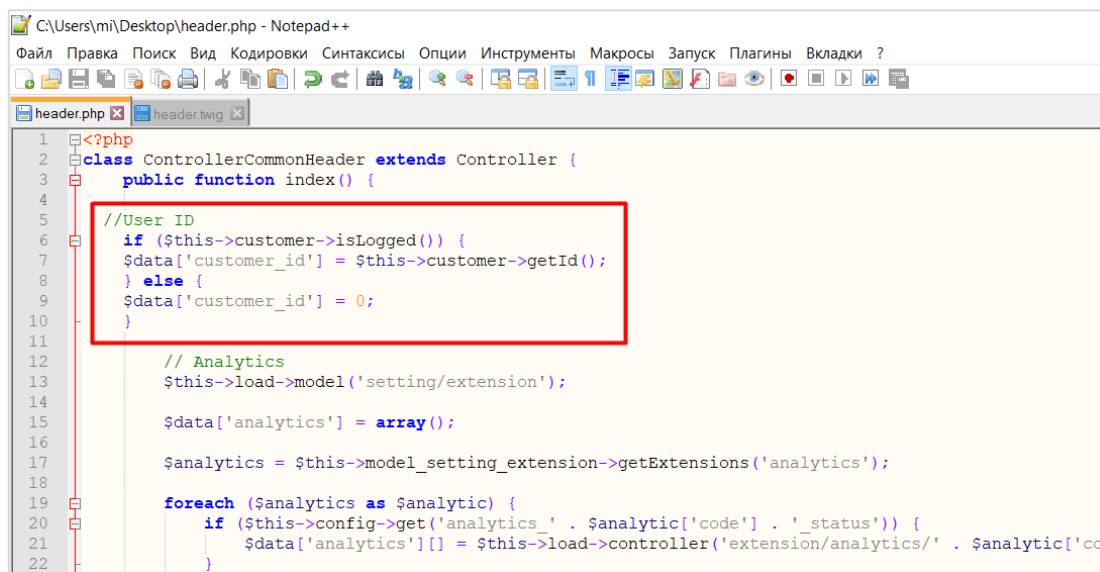 C:\Users\mi\Desktop\header.php - Notepad++
Файл Правка Поиск Вид Кодировки Синтаксисы Опции Инструменты Макросы Запуск Плагины Вкладки ?
header.php header.twig
1 <?php
2 class ControllerCommonHeader extends Controller {
3 public function index() {
4
5 //User ID
6 if ($this->customer->isLogged()) {
7 $data['customer_id'] = $this->customer->getId();
8 } else {
9 $data['customer_id'] = 0;
10 }
11
12 // Analytics
13 $this->load->model('setting/extension');
14
15 $data['analytics'] = array();
16
17 $analytics = $this->model_setting_extension->getExtensions('analytics');
18
19 foreach ($analytics as $analytic) {
20 if ($this->config->get('analytics_' . $analytic['code'] . '_status')) {
21 $data['analytics'][] = $this->load->controller('extension/analytics/' . $analytic['co
22 }